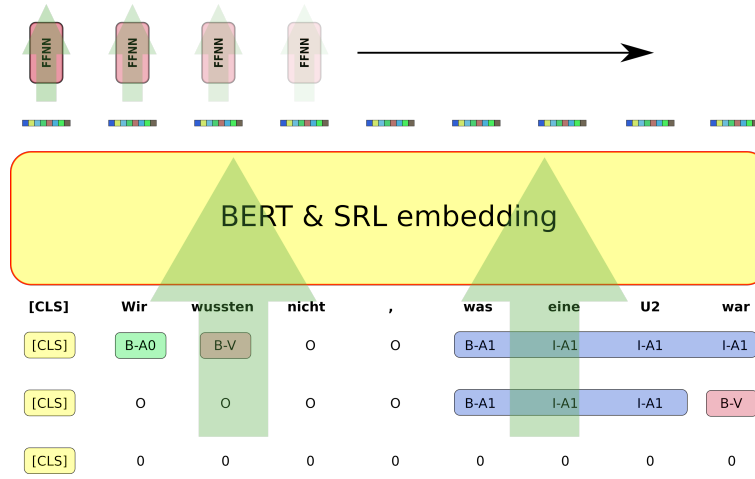 FFNN FFNN FFNN FFNN
BERT & SRL embedding
[CLS] Wir wussten nicht , was eine U2 war
[CLS] B-A0 B-V O O B-A1 I-A1 I-A1 I-A1
[CLS] O O O O B-A1 I-A1 I-A1 B-V
[CLS] 0 0 0 0 0 0 0 0